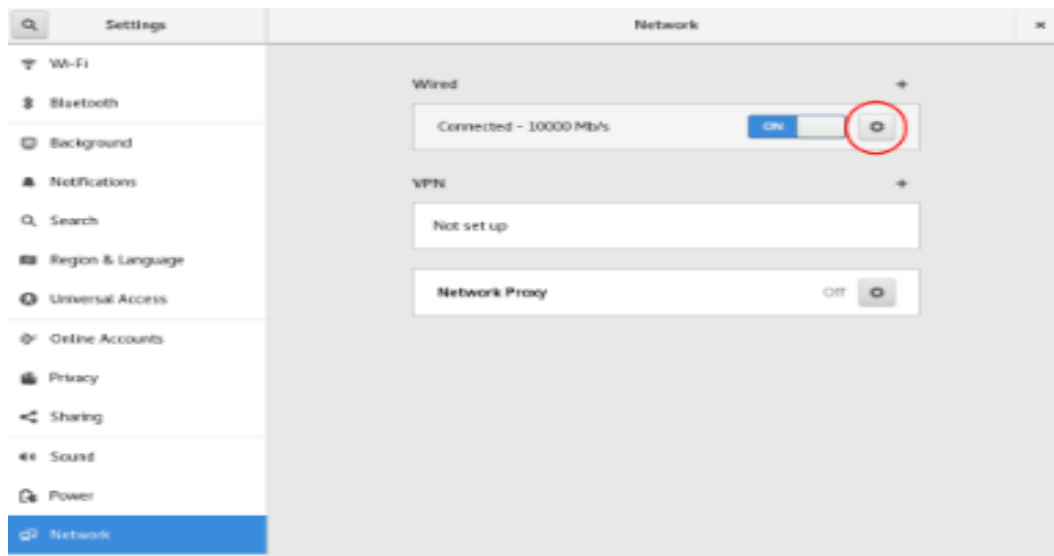 Settings
Network
Wi-Fi
Bluetooth
Background
Notifications
Search
Region & Language
Universal Access
Online Accounts
Privacy
Sharing
Sound
Power
Network
Wired
Connected - 10000 Mb/s
ON
VPN
Not set up
Network Proxy
Off